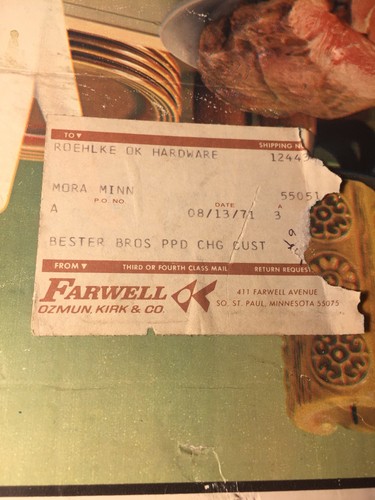 TO▼ SHIPPING
ROEHLKE OK HARDWARE 1244
MORA MINN 55051
P.O. NO. DATE
A 08/13/71 3
BESTER BROS PPD CHG CUST
FROM▼ THIRD OR FOURTH CLASS MAIL RETURN REQUEST
FARWELL
OZMUN, KIRK & CO.
411 FARWELL AVENUE
SO. ST. PAUL, MINNESOTA 55075